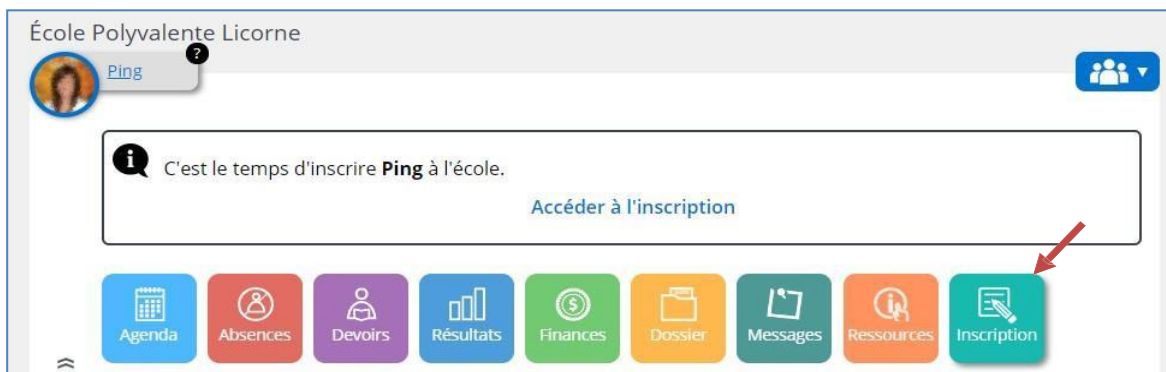 École Polyvalente Licorne
Ping
?
C'est le temps d'inscrire Ping à l'école.
Accéder à l'inscription
Agenda Absences Devoirs Résultats Finances Dossier Messages Ressources Inscription